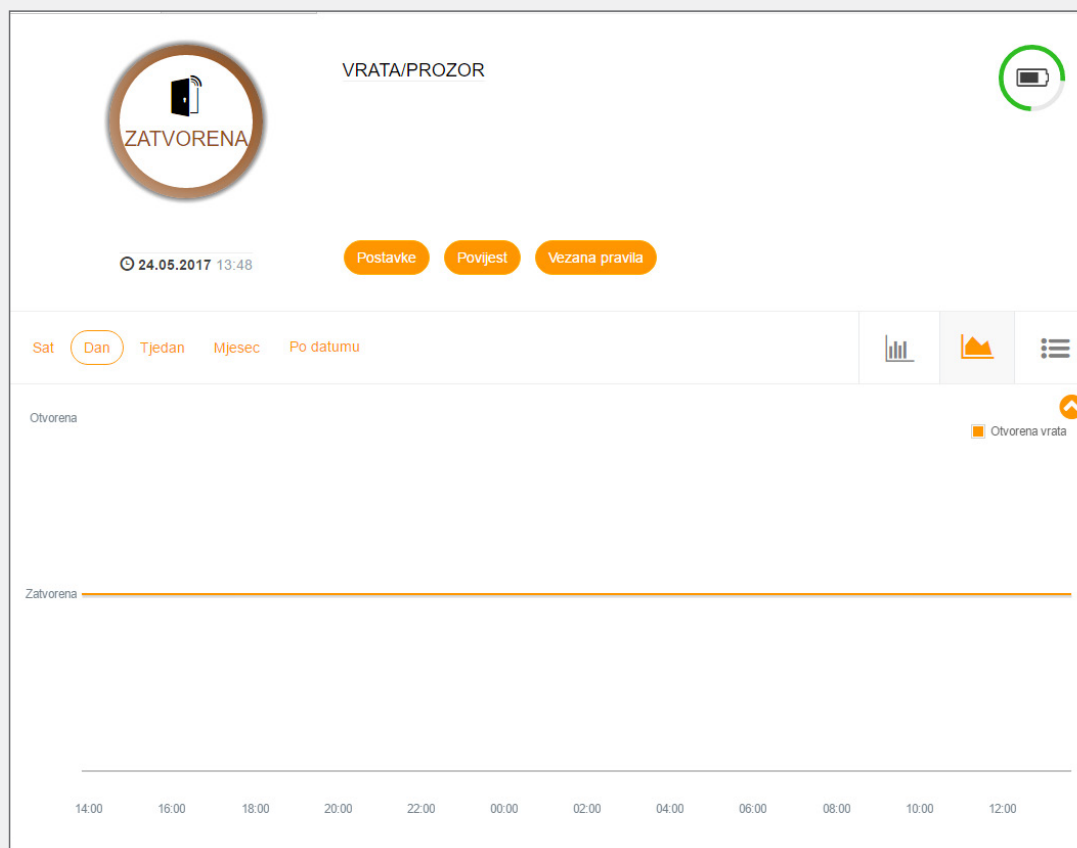 VRATA/PROZOR
ZATVORENA
24.05.2017 13:48
Postavke Povijest Vezana pravila
Sat Dan Tjedan Mjesec Po datumu
Otvorena
Otvorena vrata
Zatvorena
14:00 16:00 18:00 20:00 22:00 00:00 02:00 04:00 06:00 08:00 10:00 12:00